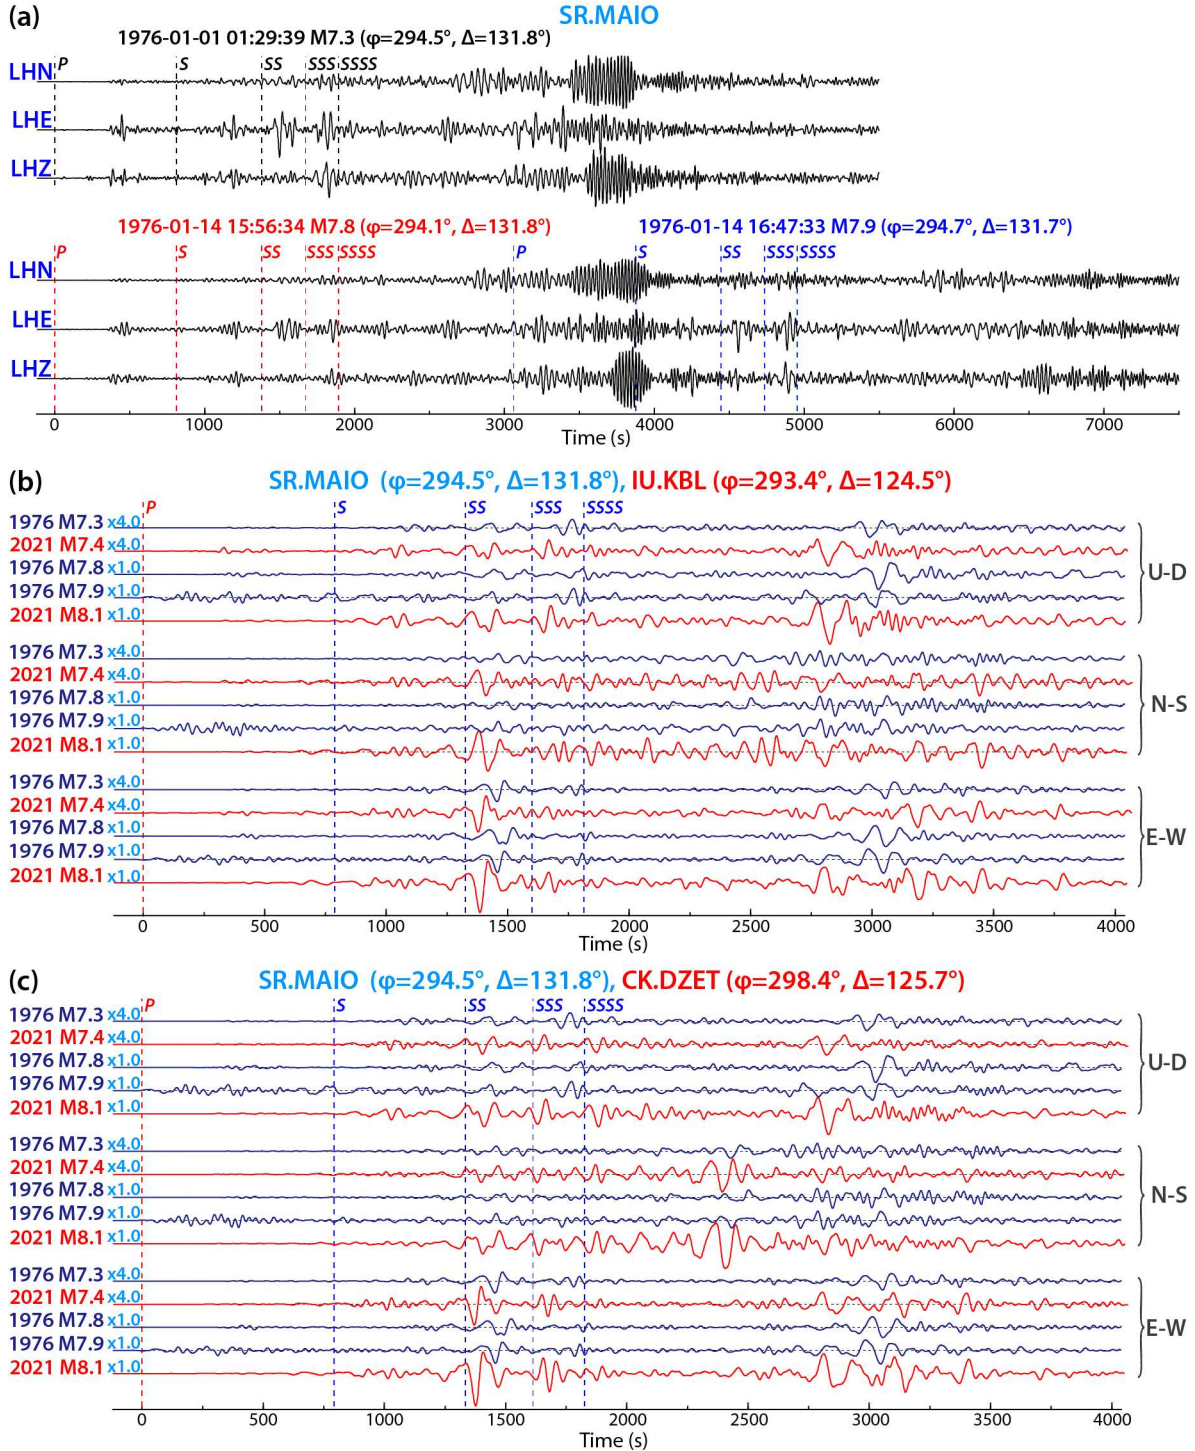 (a)
SR.MAIO
1976-01-01 01:29:39 M7.3 (φ=294.5°, Δ=131.8°)
P S SS SSS SSSS
LHN
LHE
LHZ
1976-01-14 15:56:34 M7.8 (φ=294.1°, Δ=131.8°) 1976-01-14 16:47:33 M7.9 (φ=294.7°, Δ=131.7°)
P S SS SSS SSSS P S SS SSS SSSS
LHN
LHE
LHZ
0 1000 2000 3000 4000 5000 6000 7000
Time (s)
(b) SR.MAIO (φ=294.5°, Δ=131.8°), IU.KBL (φ=293.4°, Δ=124.5°)
P S SS SSS SSSS
1976 M7.3 x4.0
2021 M7.4 x4.0
1976 M7.8 x1.0
1976 M7.9 x1.0
2021 M8.1 x1.0
U-D
1976 M7.3 x4.0
2021 M7.4 x4.0
1976 M7.8 x1.0
1976 M7.9 x1.0
2021 M8.1 x1.0
N-S
1976 M7.3 x4.0
2021 M7.4 x4.0
1976 M7.8 x1.0
1976 M7.9 x1.0
2021 M8.1 x1.0
E-W
0 500 1000 1500 2000 2500 3000 3500 4000
Time (s)
(c) SR.MAIO (φ=294.5°, Δ=131.8°), CK.DZET (φ=298.4°, Δ=125.7°)
P S SS SSS SSSS
1976 M7.3 x4.0
2021 M7.4 x4.0
1976 M7.8 x1.0
1976 M7.9 x1.0
2021 M8.1 x1.0
U-D
1976 M7.3 x4.0
2021 M7.4 x4.0
1976 M7.8 x1.0
1976 M7.9 x1.0
2021 M8.1 x1.0
N-S
1976 M7.3 x4.0
2021 M7.4 x4.0
1976 M7.8 x1.0
1976 M7.9 x1.0
2021 M8.1 x1.0
E-W
0 500 1000 1500 2000 2500 3000 3500 4000
Time (s)